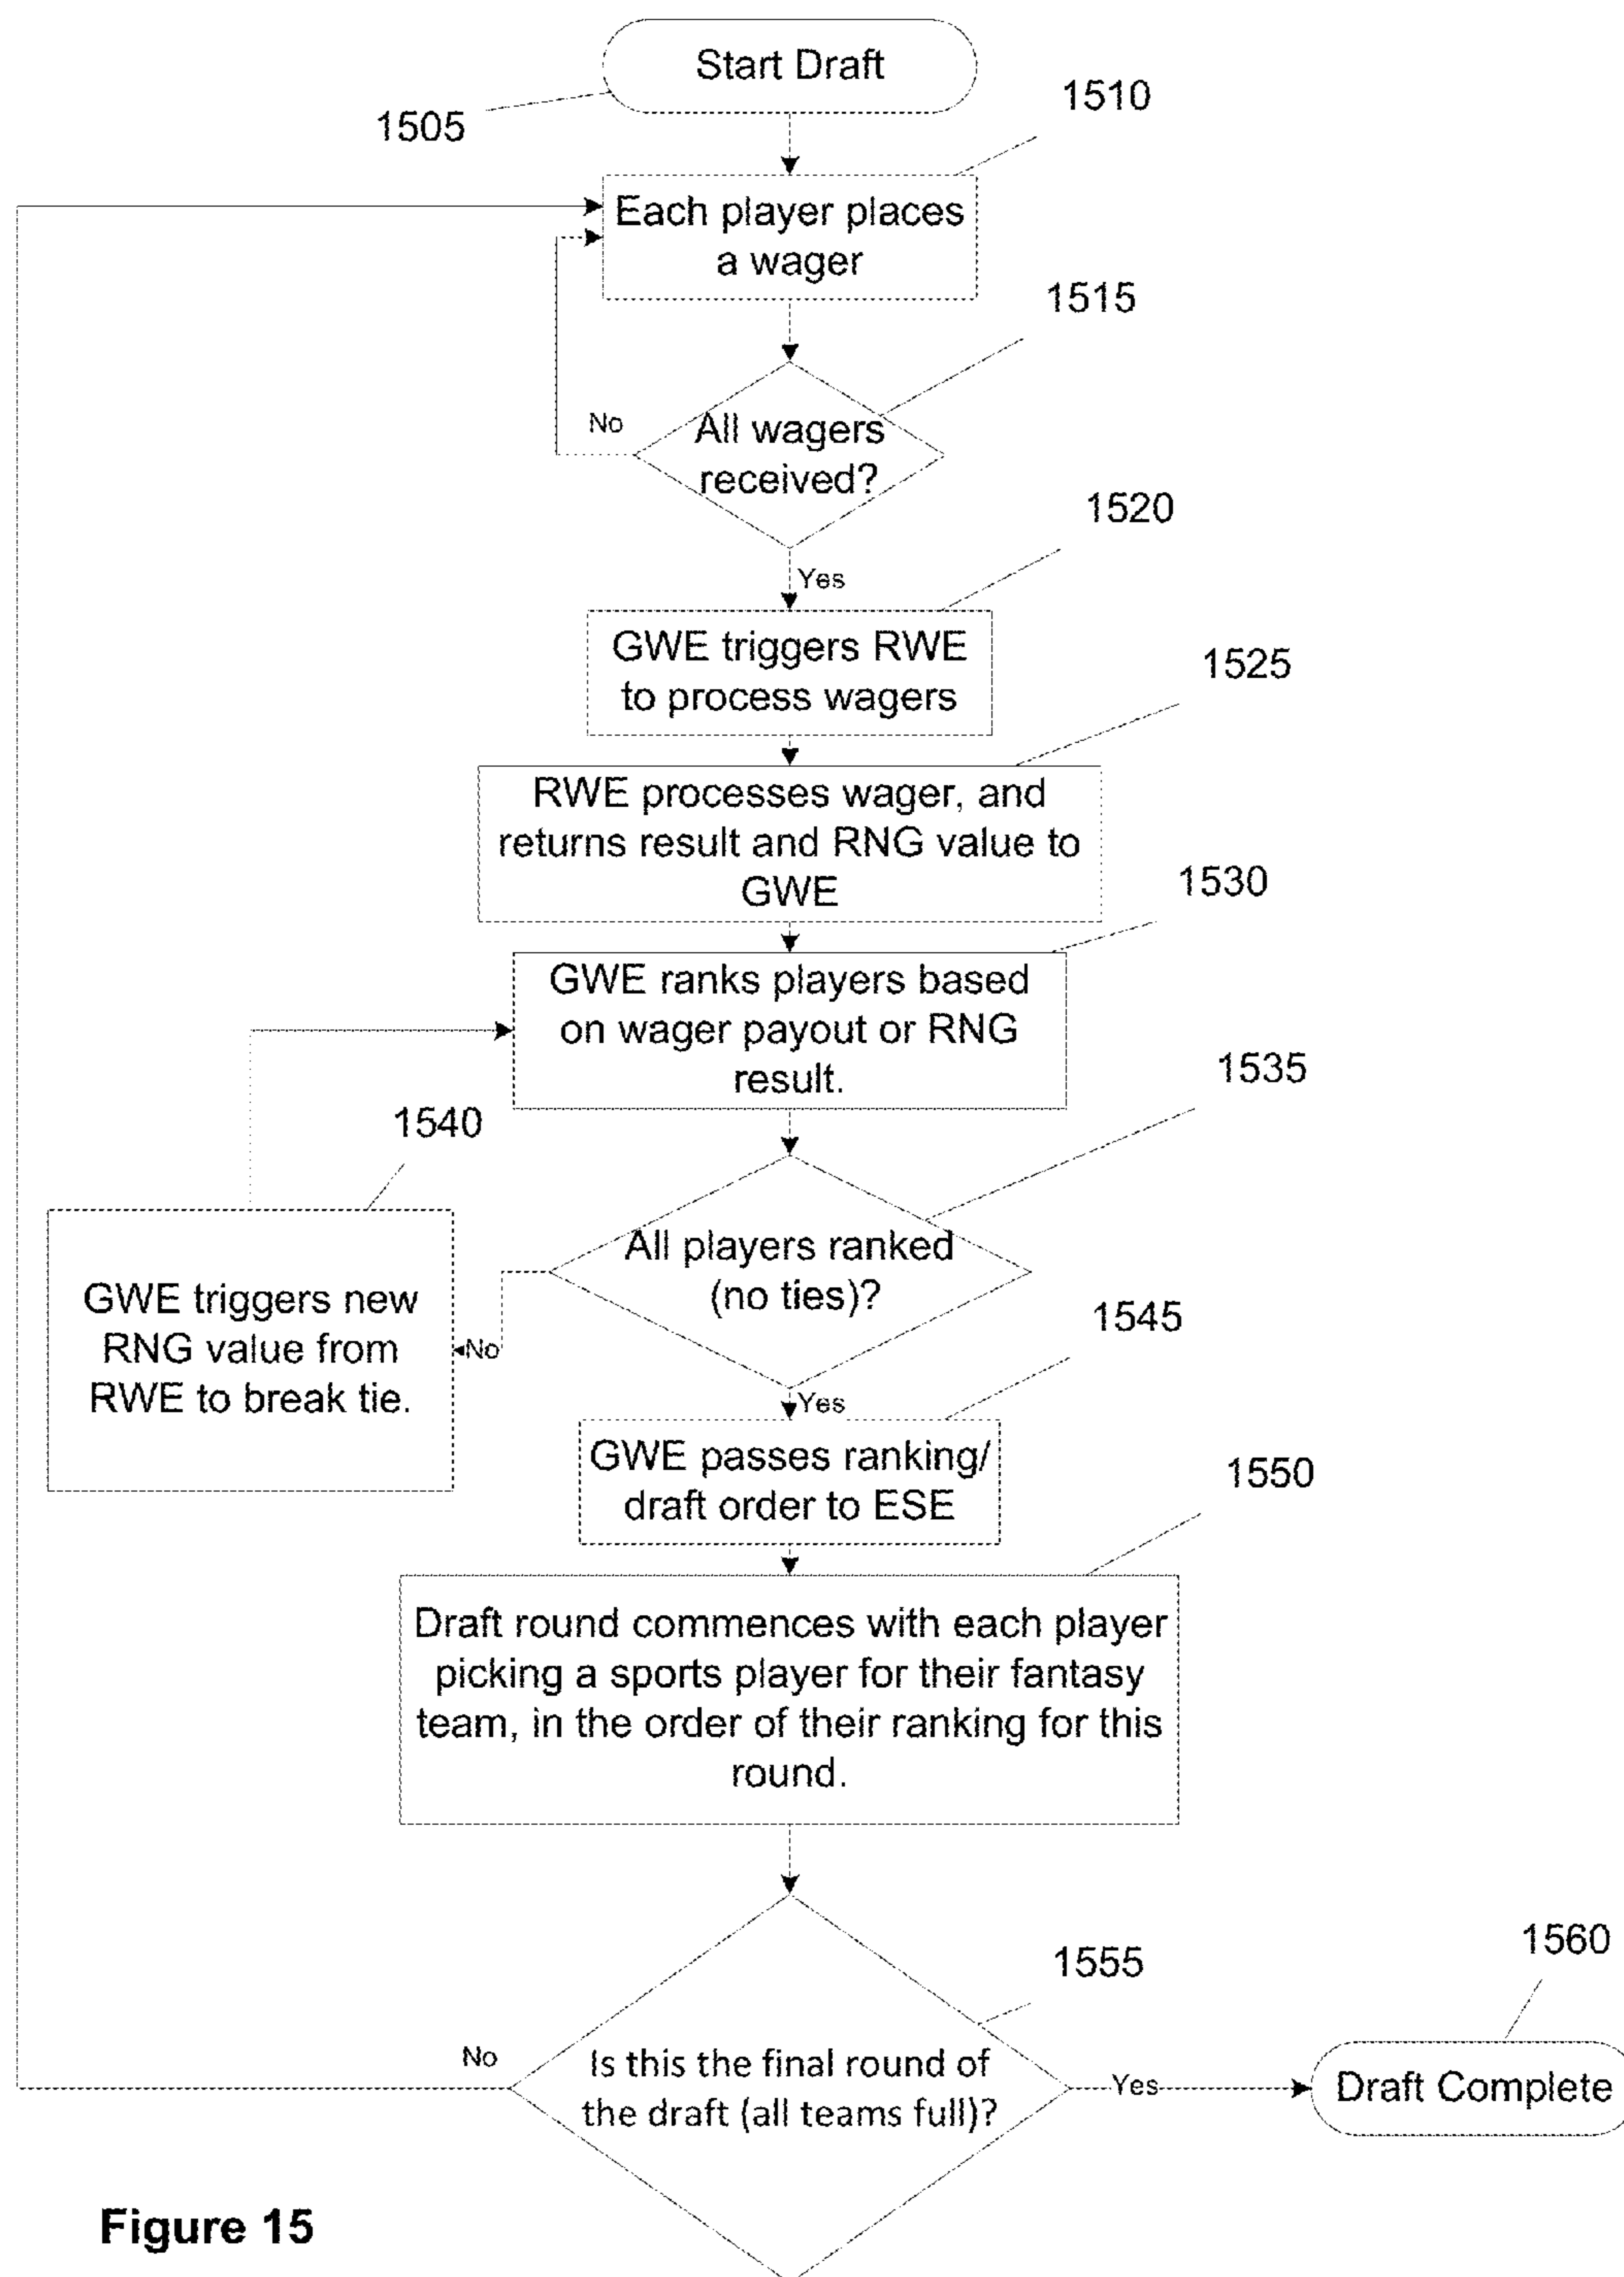 Start Draft
1505
1510
Each player places
a wager
1515
No
All wagers
received?
1520
Yes
GWE triggers RWE
to process wagers
1525
RWE processes wager, and
returns result and RNG value to
GWE
1530
GWE ranks players based
on wager payout or RNG
result.
1535
1540
All players ranked
(no ties)?
GWE triggers new
RNG value from
RWE to break tie.
No
1545
Yes
GWE passes ranking/
draft order to ESE
1550
Draft round commences with each player
picking a sports player for their fantasy
team, in the order of their ranking for this
round.
1555
1560
No
Is this the final round of
the draft (all teams full)?
Yes
Draft Complete
Figure 15